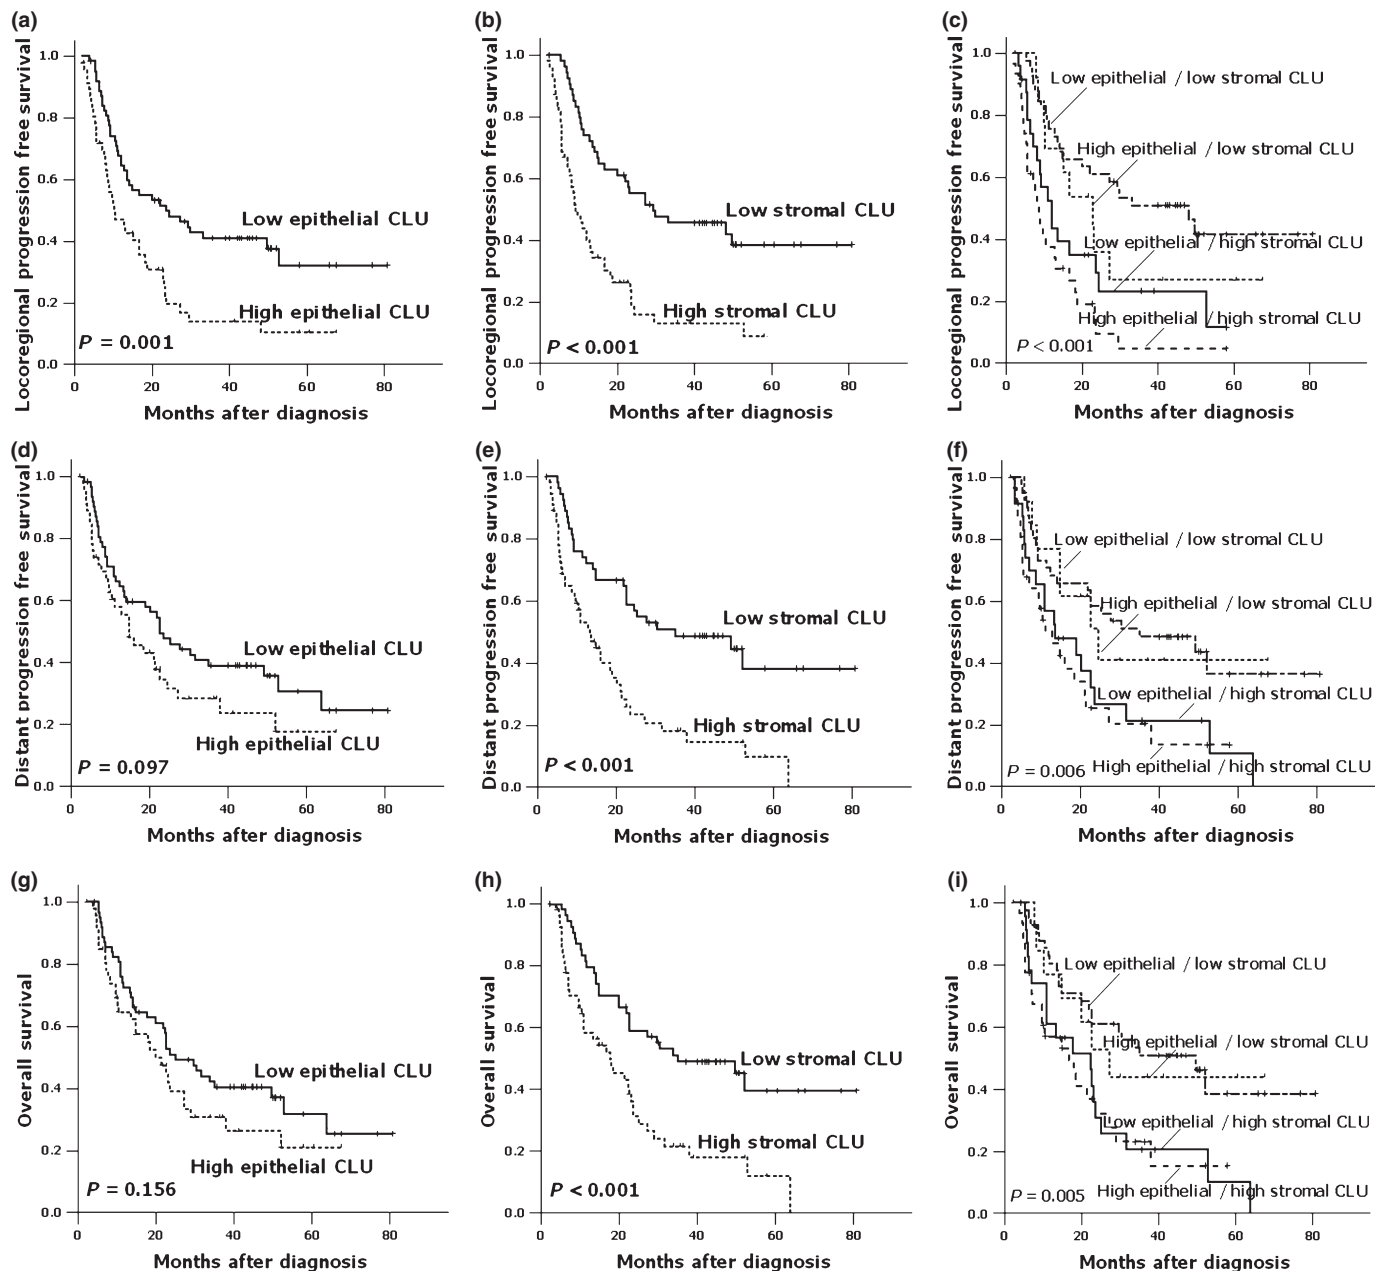 (a)
Locoregional progression free survival
1.0
0.8
0.6
0.4
0.2
0.0
Low epithelial CLU
High epithelial CLU
P = 0.001
0 20 40 60 80
Months after diagnosis
(b)
Locoregional progression free survival
1.0
0.8
0.6
0.4
0.2
0.0
Low stromal CLU
High stromal CLU
P < 0.001
0 20 40 60 80
Months after diagnosis
(c)
Locoregional progression free survival
1.0
0.8
0.6
0.4
0.2
0.0
Low epithelial / low stromal CLU
High epithelial / low stromal CLU
Low epithelial / high stromal CLU
High epithelial / high stromal CLU
P < 0.001
0 20 40 60 80
Months after diagnosis
(d)
Distant progression free survival
1.0
0.8
0.6
0.4
0.2
0.0
Low epithelial CLU
High epithelial CLU
P = 0.097
0 20 40 60 80
Months after diagnosis
(e)
Distant progression free survival
1.0
0.8
0.6
0.4
0.2
0.0
Low stromal CLU
High stromal CLU
P < 0.001
0 20 40 60 80
Months after diagnosis
(f)
Distant progression free survival
1.0
0.8
0.6
0.4
0.2
0.0
Low epithelial / low stromal CLU
High epithelial / low stromal CLU
Low epithelial / high stromal CLU
High epithelial / high stromal CLU
P = 0.006
0 20 40 60 80
Months after diagnosis
(g)
Overall survival
1.0
0.8
0.6
0.4
0.2
0.0
Low epithelial CLU
High epithelial CLU
P = 0.156
0 20 40 60 80
Months after diagnosis
(h)
Overall survival
1.0
0.8
0.6
0.4
0.2
0.0
Low stromal CLU
High stromal CLU
P < 0.001
0 20 40 60 80
Months after diagnosis
(i)
Overall survival
1.0
0.8
0.6
0.4
0.2
0.0
Low epithelial / low stromal CLU
High epithelial / low stromal CLU
Low epithelial / high stromal CLU
High epithelial / high stromal CLU
P = 0.005
0 20 40 60 80
Months after diagnosis